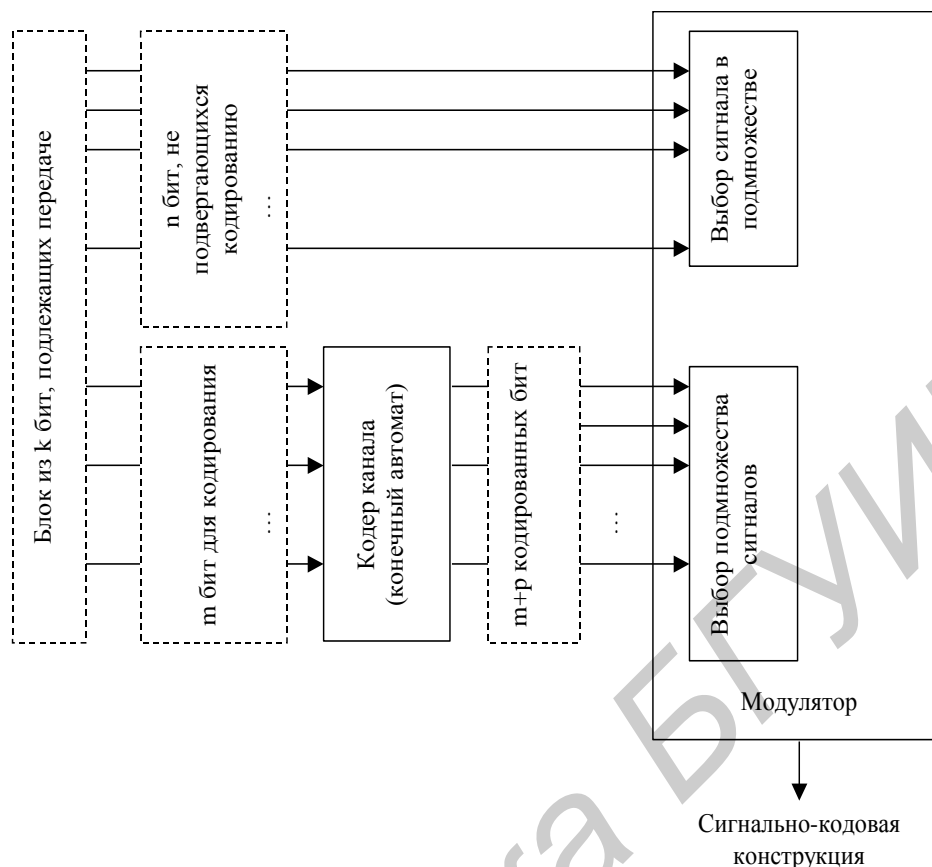 Блок из k бит, подлежащих передаче
n бит, не
подвергающихся
кодированию
...
Выбор сигнала в
подмножестве
m бит для кодирования
...
Кодер канала
(конечный автомат)
m+p кодированных бит
...
Выбор подмножества
сигналов
Модулятор
Сигнально-кодовая
конструкция
БГУИ